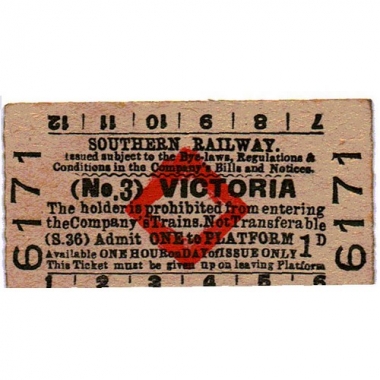 12 | 11 | 10 | 9 | 8 | 7
SOUTHERN RAILWAY.
Issued subject to the Bye-laws, Regulations &
Conditions in the Company's Bills and Notices.
(No.3) VICTORIA
The holder is prohibited from entering
the Company's Trains. Not Transferable
(S.36) Admit ONE to PLATFORM 1D
Available ONE HOUR on DAY of ISSUE ONLY
This Ticket must be given up on leaving Platform
1 | 2 | 3 | 4 | 5 | 6
6171
6171